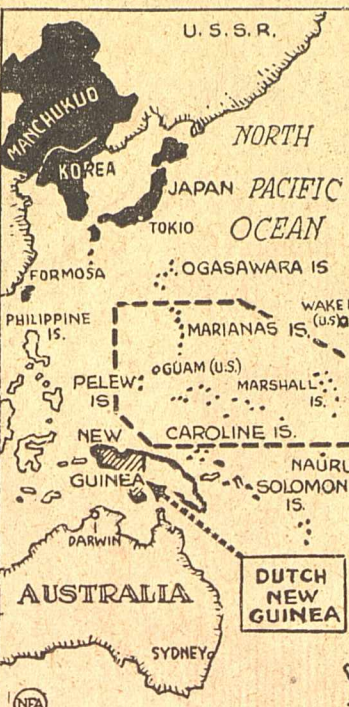 U.S.S.R.
MANCHUKUO
NORTH
KOREA
JAPAN
PACIFIC
TOKIO
OCEAN
OGASAWARA IS
FORMOSA
WAKE I
(U.S.)
PHILIPPINE
IS.
MARIANAS IS.
GUAM (U.S.)
PELEW
IS
MARSHALL
IS.
NEW
CAROLINE IS.
GUINEA
NAURU
SOLOMON
IS.
DARWIN
DUTCH
NEW
GUINEA
AUSTRALIA
SYDNEY
NEA